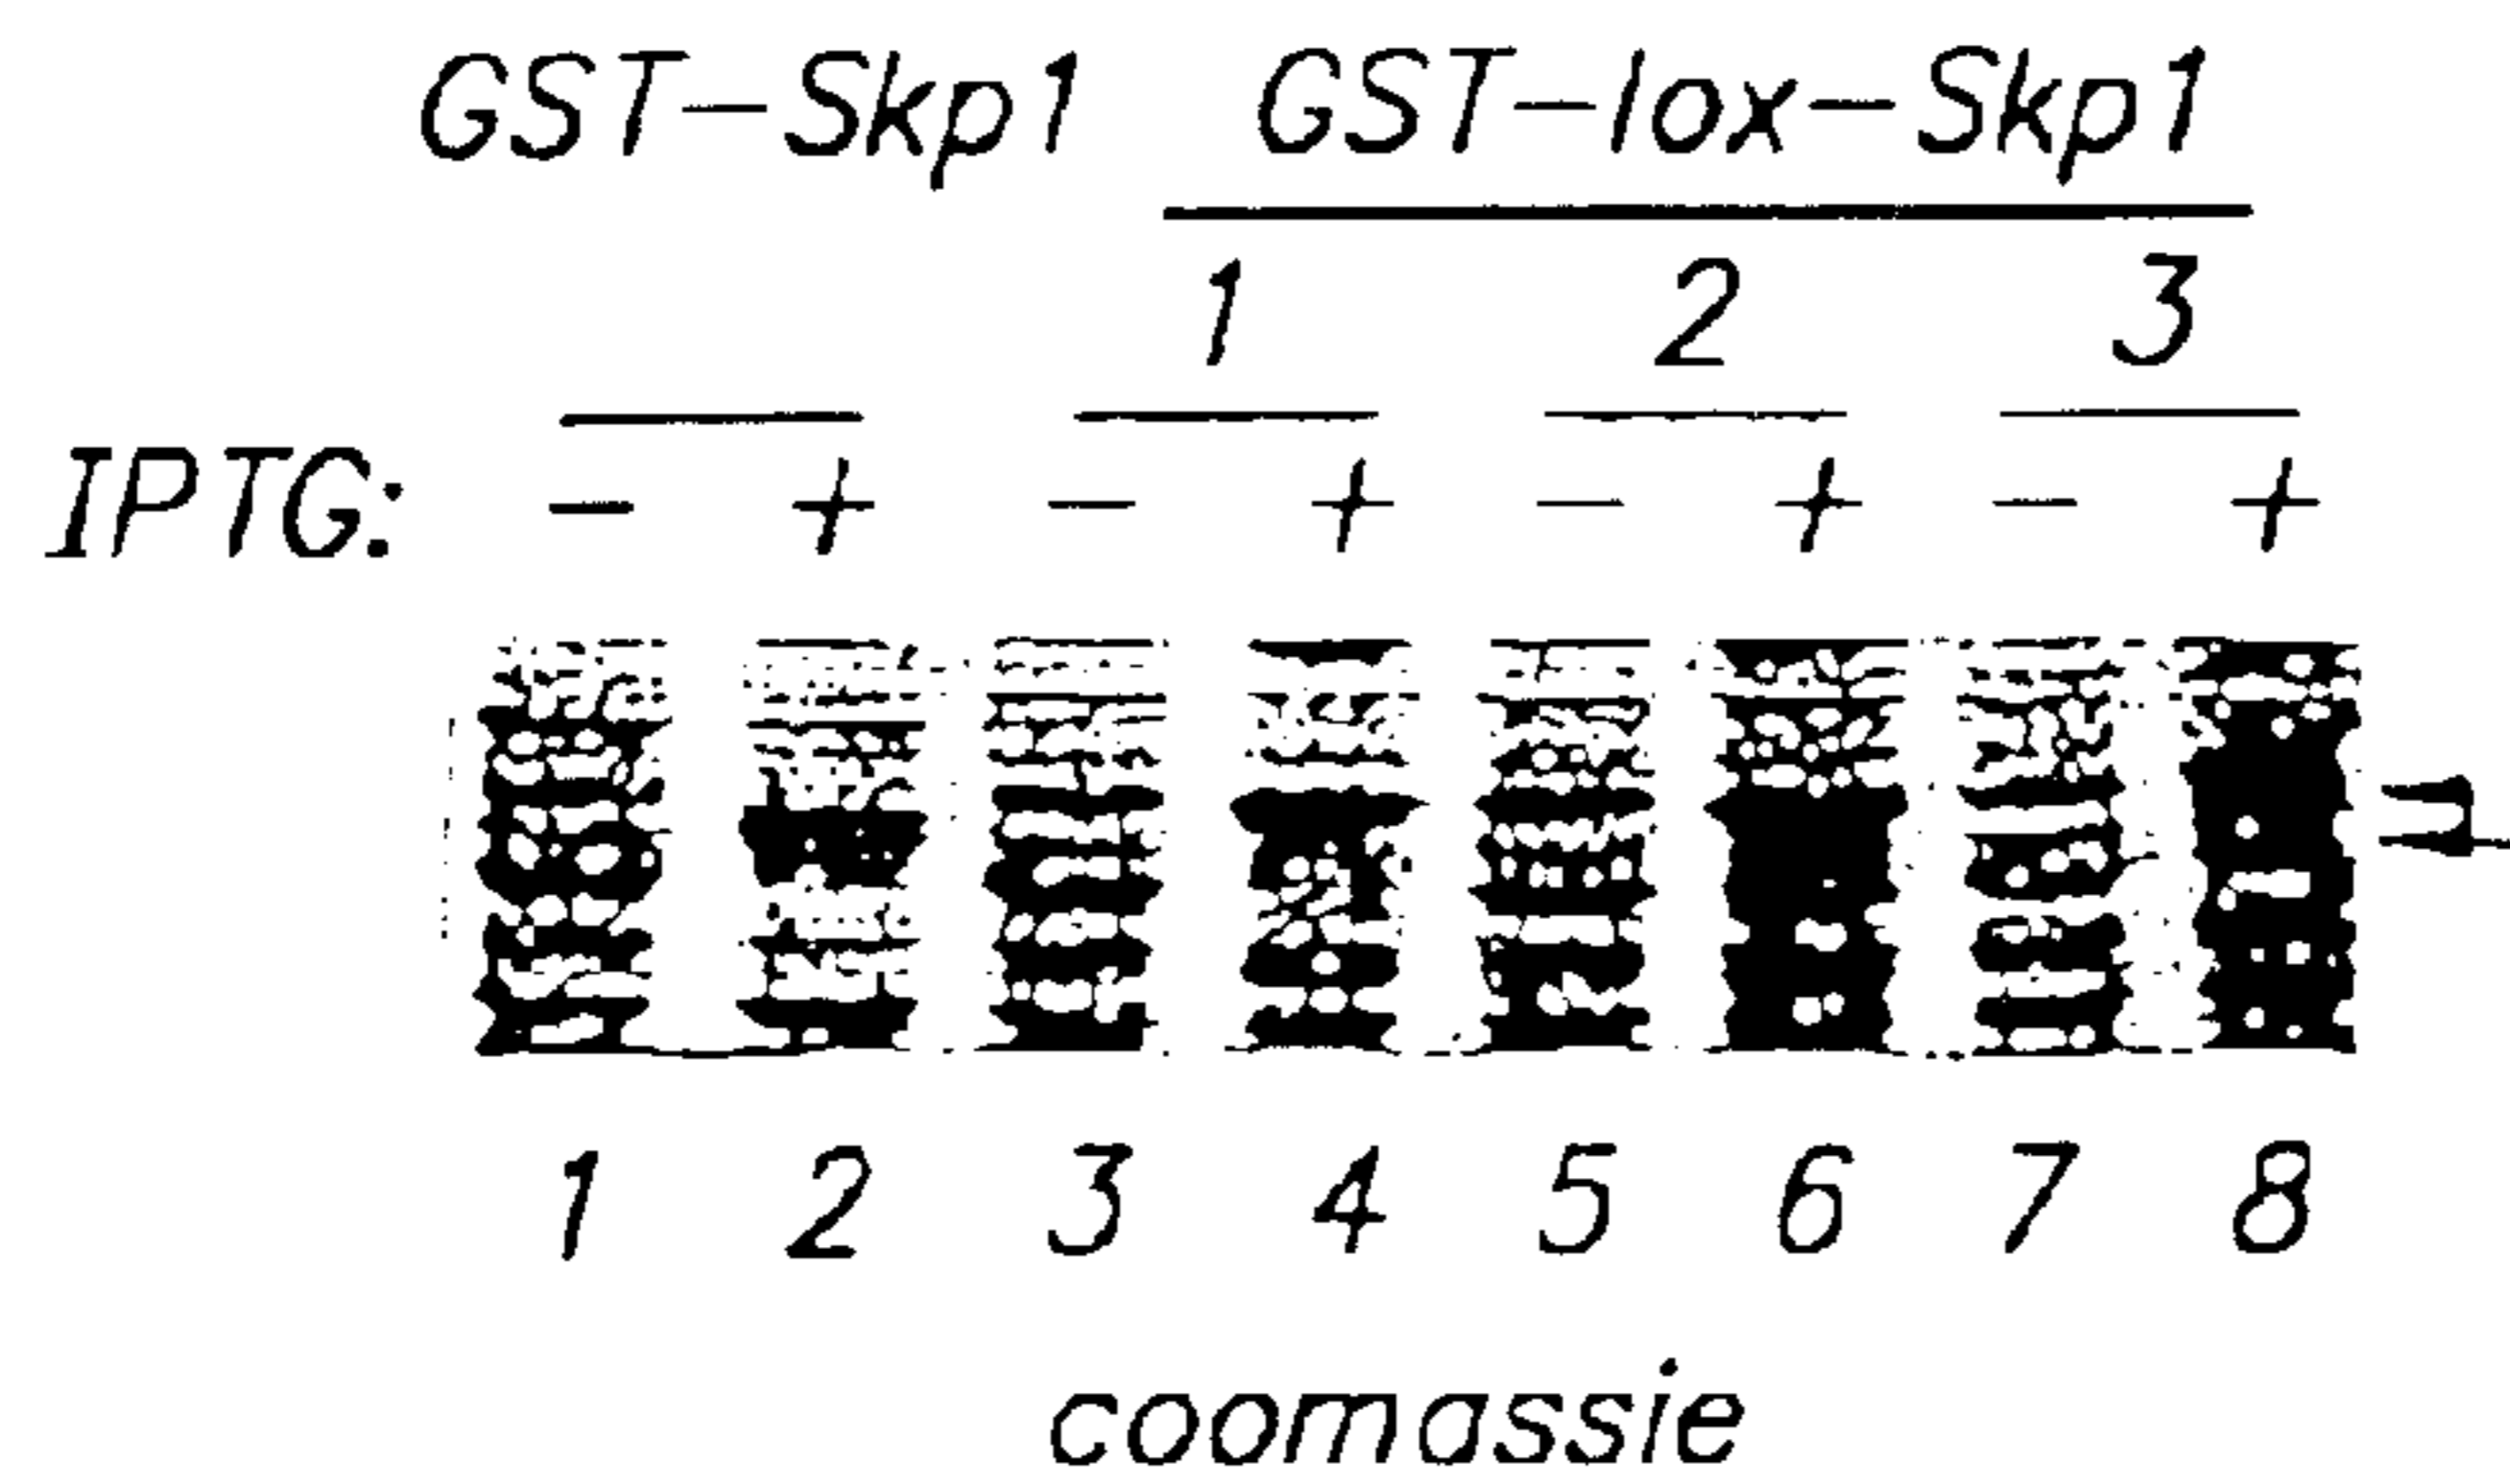 GST-Skp1 GST-lox-Skp1
1 2 3
IPTG: - + - + - + - +
1 2 3 4 5 6 7 8
coomassie